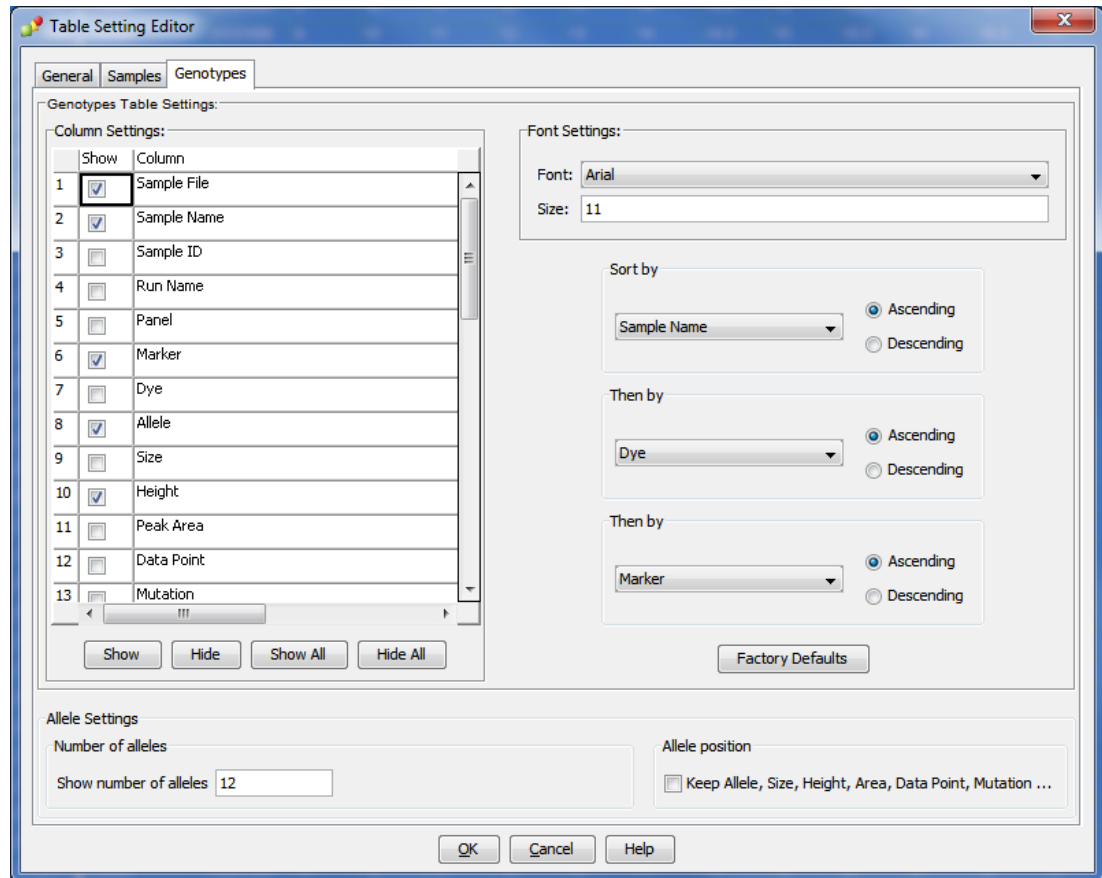 Table Setting Editor
General Samples Genotypes
Genotypes Table Settings:
Column Settings:
Show Column
1 Sample File
2 Sample Name
3 Sample ID
4 Run Name
5 Panel
6 Marker
7 Dye
8 Allele
9 Size
10 Height
11 Peak Area
12 Data Point
13 Mutation
Show Hide Show All Hide All
Font Settings:
Font: Arial
Size: 11
Sort by
Sample Name
Ascending
Descending
Then by
Dye
Ascending
Descending
Then by
Marker
Ascending
Descending
Factory Defaults
Allele Settings
Number of alleles
Show number of alleles 12
Allele position
Keep Allele, Size, Height, Area, Data Point, Mutation ...
OK Cancel Help